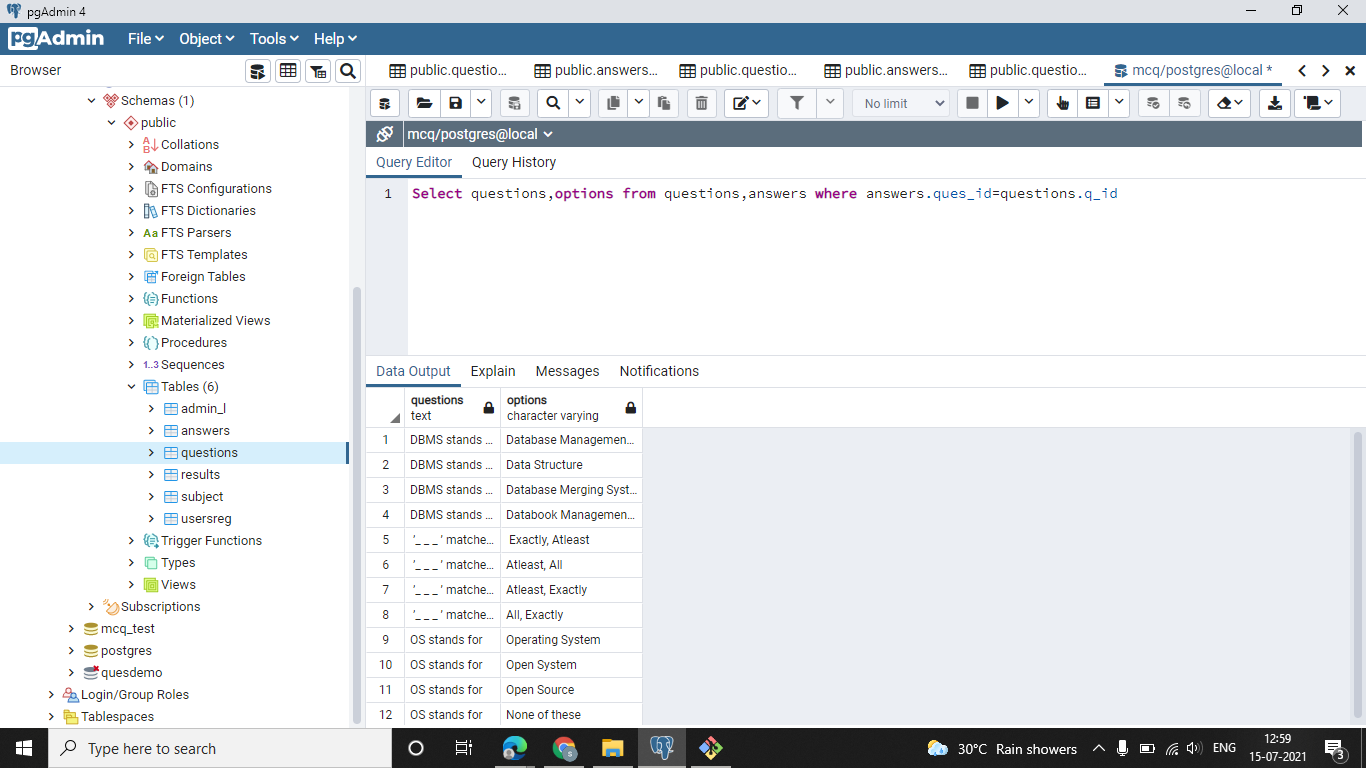 pgAdmin 4
pgAdmin File Object Tools Help
Browser
public.questio... public.answers... public.questio... public.answers... public.questio... mcq/postgres@local *
No limit
mcq/postgres@local
Query Editor Query History
1 Select questions,options from questions,answers where answers.ques_id=questions.q_id
Schemas (1)
public
Collations
Domains
FTS Configurations
FTS Dictionaries
Aa FTS Parsers
FTS Templates
Foreign Tables
Functions
Materialized Views
Procedures
1..3 Sequences
Tables (6)
admin_l
answers
questions
results
subject
usersreg
Trigger Functions
Types
Views
Subscriptions
mcq_test
postgres
quesdemo
Login/Group Roles
Tablespaces
Data Output Explain Messages Notifications
questions options
text character varying
1 DBMS stands ... Database Managemen...
2 DBMS stands ... Data Structure
3 DBMS stands ... Database Merging Syst...
4 DBMS stands ... Databook Managemen...
5 ‘_ _ _ ’ matche... Exactly, Atleast
6 ‘_ _ _ ’ matche... Atleast, All
7 ‘_ _ _ ’ matche... Atleast, Exactly
8 ‘_ _ _ ’ matche... All, Exactly
9 OS stands for Operating System
10 OS stands for Open System
11 OS stands for Open Source
12 OS stands for None of these
Type here to search
30°C Rain showers ENG 12:59
15-07-2021
3